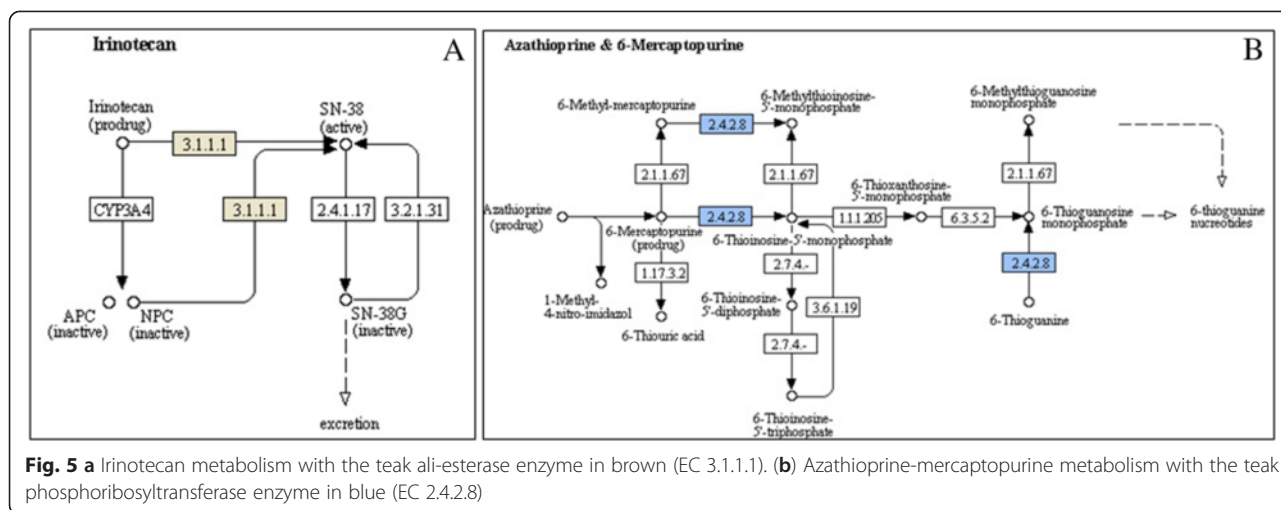 Irinotecan
A
Irinotecan
(prodrug)
SN-38
(active)
3.1.1.1
CYP3A4
3.1.1.1
2.4.1.17
3.2.1.31
APC
(inactive)
NPC
(inactive)
SN-38G
(inactive)
excretion
Azathioprine & 6-Mercaptopurine
B
6-Methyl-mercaptopurine
6-Methylthioinosine-
5'-monophosphate
6-Methylthioguanosine
monophosphate
2.4.2.8
2.1.1.67
2.1.1.67
2.1.1.67
6-Thioxanthosine-
5'-monophosphate
Azathioprine
(prodrug)
2.4.2.8
1.1.1.205
6.3.5.2
6-Mercaptopurine
(prodrug)
6-Thioinosine-5'-monophosphate
6-Thioguanosine
monophosphate
6-thioguanine
nucreotides
1.17.3.2
2.7.4.-
2.4.2.8
1-Methyl-
4-nitro-imidazol
6-Thioinosine-
5'-diphosphate
3.6.1.19
6-Thiouric acid
6-Thioguanine
2.7.4.-
6-Thioinosine-
5'-triphosphate
Fig. 5 a Irinotecan metabolism with the teak ali-esterase enzyme in brown (EC 3.1.1.1). (b) Azathioprine-mercaptopurine metabolism with the teak
phosphoribosyltransferase enzyme in blue (EC 2.4.2.8)